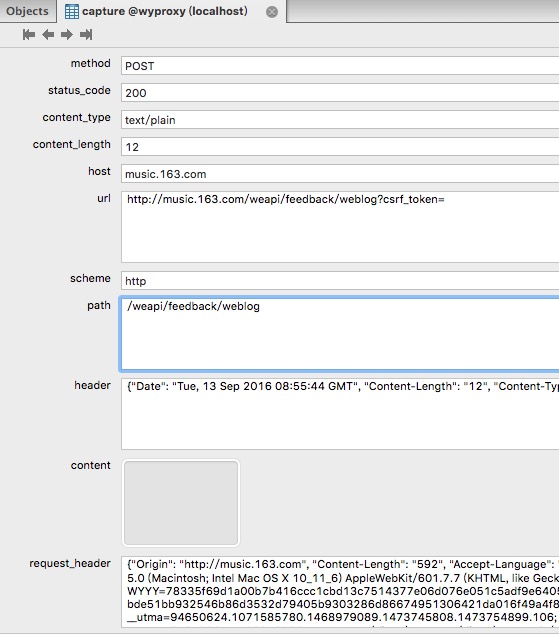 Objects
capture @wyproxy (localhost)
method
POST
status_code
200
content_type
text/plain
content_length
12
host
music.163.com
url
http://music.163.com/weapi/feedback/weblog?csrf_token=
scheme
http
path
/weapi/feedback/weblog
header
{"Date": "Tue, 13 Sep 2016 08:55:44 GMT", "Content-Length": "12", "Content-Typ
content
request_header
{"Origin": "http://music.163.com", "Content-Length": "592", "Accept-Language": "
5.0 (Macintosh; Intel Mac OS X 10_11_6) AppleWebKit/601.7.7 (KHTML, like Geck
WYYY=78335f69d1a00b7b416ccc1cbd13c7514377e06d076e051c5adf9e6405
bde51bb932546b86d3532d79405b9303286d86674951306421da016f49a4f8
__utma=94650624.1071585780.1468979089.1473745808.1473754899.106;